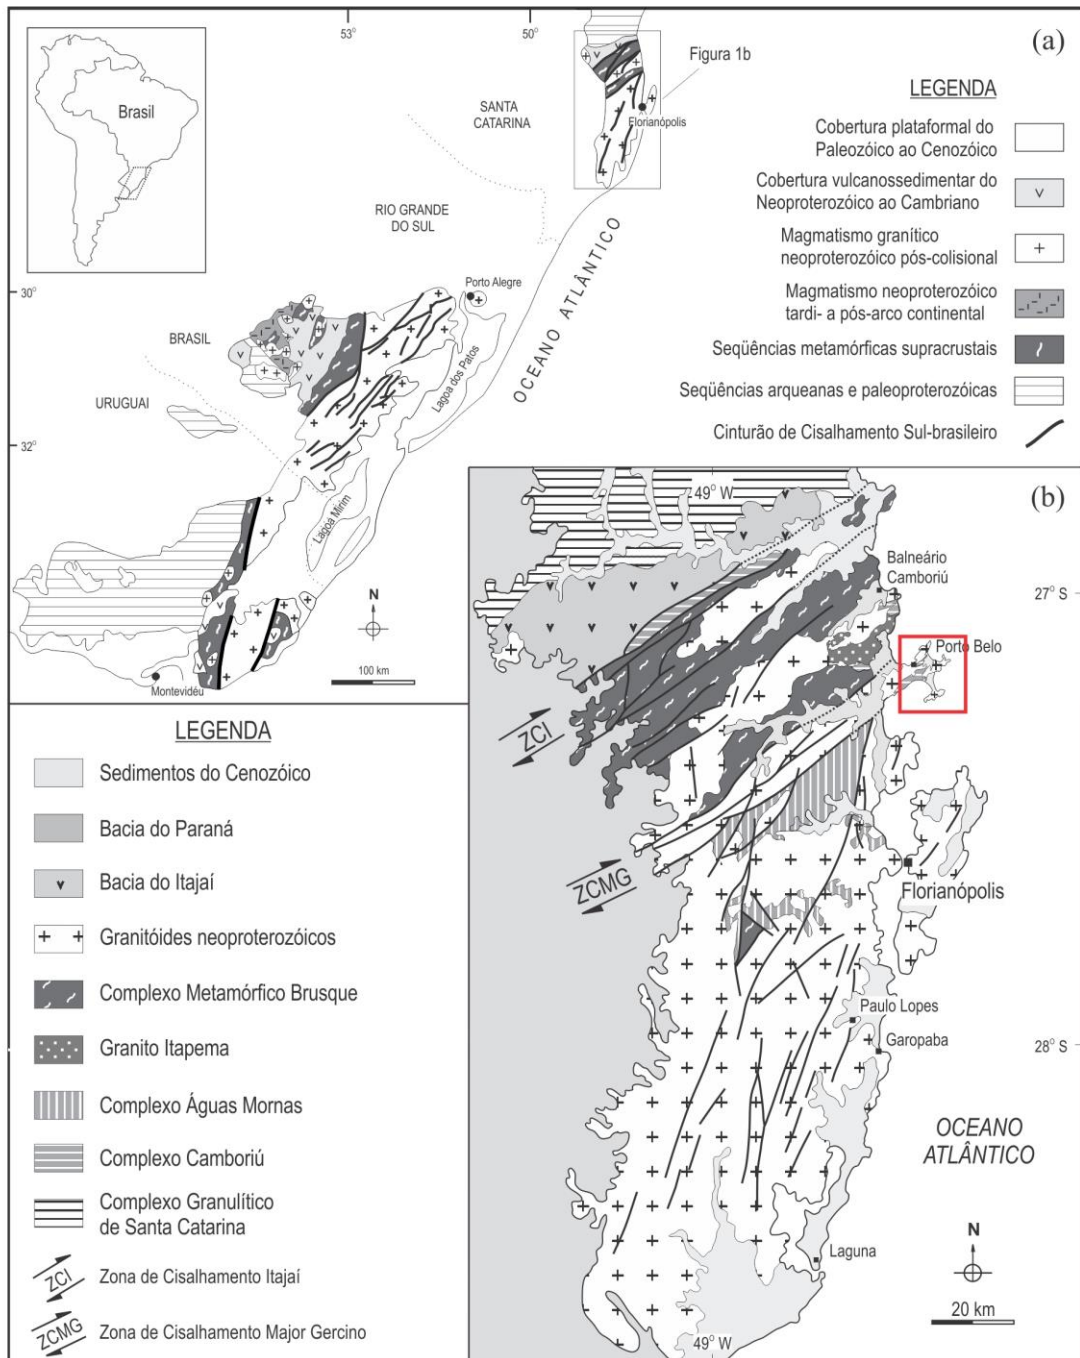 53°
50°
(a)
Figura 1b
Brasil
SANTA
CATARINA
Florianópolis
RIO GRANDE
DO SUL
OCEANO ATLÂNTICO
30°
Porto Alegre
BRASIL
Lagoa dos Patos
URUGUAI
32°
Lagoa Mirim
N
100 km
Montevidéu
LEGENDA
Cobertura plataformal do
Paleozóico ao Cenozóico
Cobertura vulcanossedimentar do
Neoproterozóico ao Cambriano
Magmatismo granítico
neoproterozóico pós-colisional
Magmatismo neoproterozóico
tardi- a pós-arco continental
Seqüências metamórficas supracrustais
Seqüências arqueanas e paleoproterozóicas
Cinturão de Cisalhamento Sul-brasileiro
(b)
49° W
Balneário
Camboriú
27° S
Porto Belo
ZCI
ZCMG
Florianópolis
Paulo Lopes
Garopaba
28° S
OCEANO
ATLÂNTICO
Laguna
N
20 km
49° W
LEGENDA
Sedimentos do Cenozóico
Bacia do Paraná
Bacia do Itajaí
Granitóides neoproterozóicos
Complexo Metamórfico Brusque
Granito Itapema
Complexo Águas Mornas
Complexo Camboriú
Complexo Granulítico
de Santa Catarina
ZCI Zona de Cisalhamento Itajaí
ZCMG Zona de Cisalhamento Major Gercino